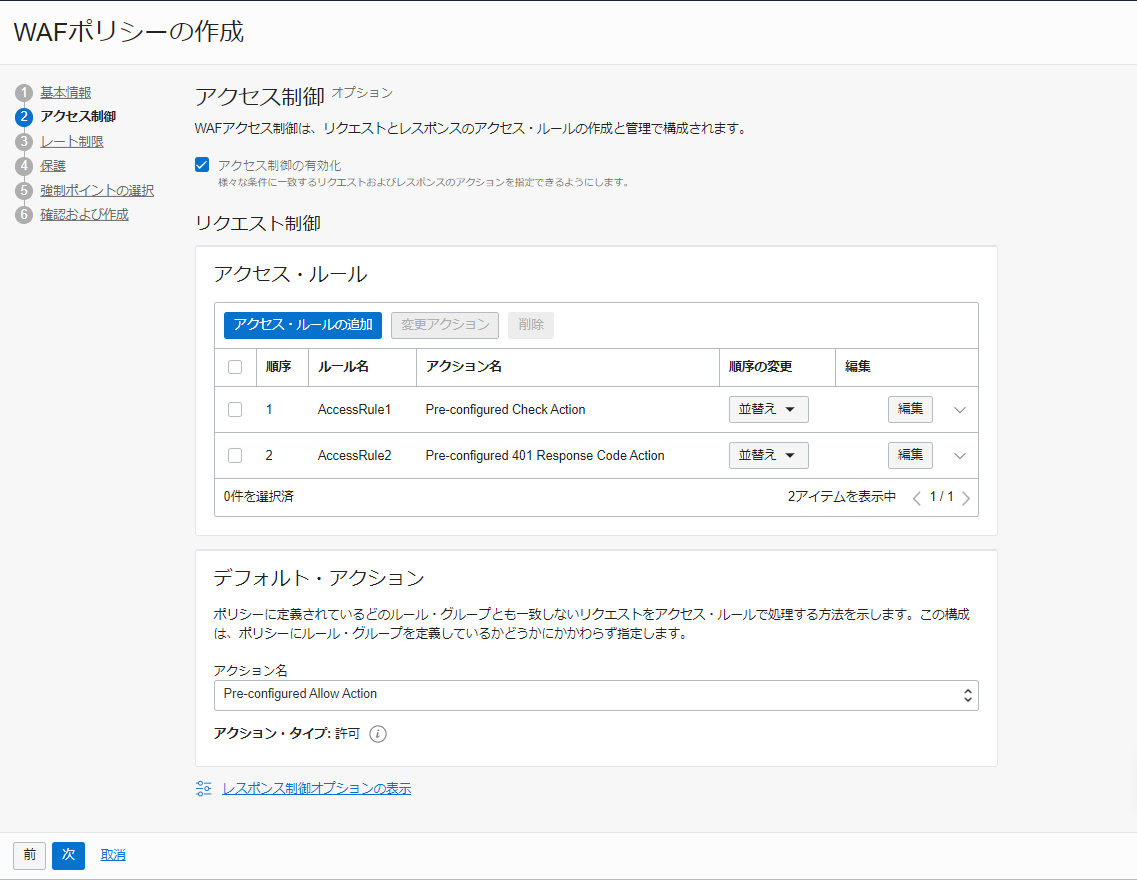 WAFポリシーの作成
1 基本情報
2 アクセス制御
3 レート制限
4 保護
5 強制ポイントの選択
6 確認および作成
アクセス制御 オプション
WAFアクセス制御は、リクエストとレスポンスのアクセス・ルールの作成と管理で構成されます。
アクセス制御の有効化
様々な条件に一致するリクエストおよびレスポンスのアクションを指定できるようにします。
リクエスト制御
アクセス・ルール
アクセス・ルールの追加 変更アクション 削除
順序 ルール名 アクション名 順序の変更 編集
1 AccessRule1 Pre-configured Check Action 並替え 編集
2 AccessRule2 Pre-configured 401 Response Code Action 並替え 編集
0件を選択済 2アイテムを表示中 1 / 1
デフォルト・アクション
ポリシーに定義されているどのルール・グループとも一致しないリクエストをアクセス・ルールで処理する方法を示します。この構成
は、ポリシーにルール・グループを定義しているかどうかにかかわらず指定します。
アクション名
Pre-configured Allow Action
アクション・タイプ: 許可 i
レスポンス制御オプションの表示
前 次 取消